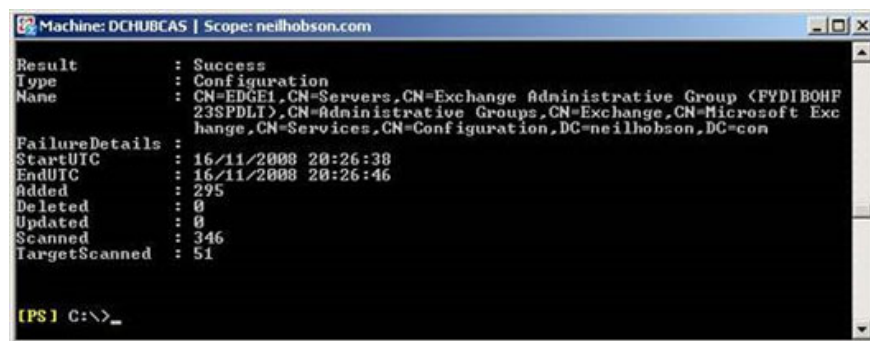 Machine: DCHUBCAS | Scope: neilhobson.com
Result : Success
Type : Configuration
Name : CN=EDGE1,CN=Servers,CN=Exchange Administrative Group (FYDIBOHF
23SPDLT),CN=Administrative Groups,CN=Exchange,CN=Microsoft Exc
hange,CN=Services,CN=Configuration,DC=neilhobson,DC=com
FailureDetails :
StartUTC : 16/11/2008 20:26:38
EndUTC : 16/11/2008 20:26:46
Added : 295
Deleted : 0
Updated : 0
Scanned : 346
TargetScanned : 51
[PS] C:\>_